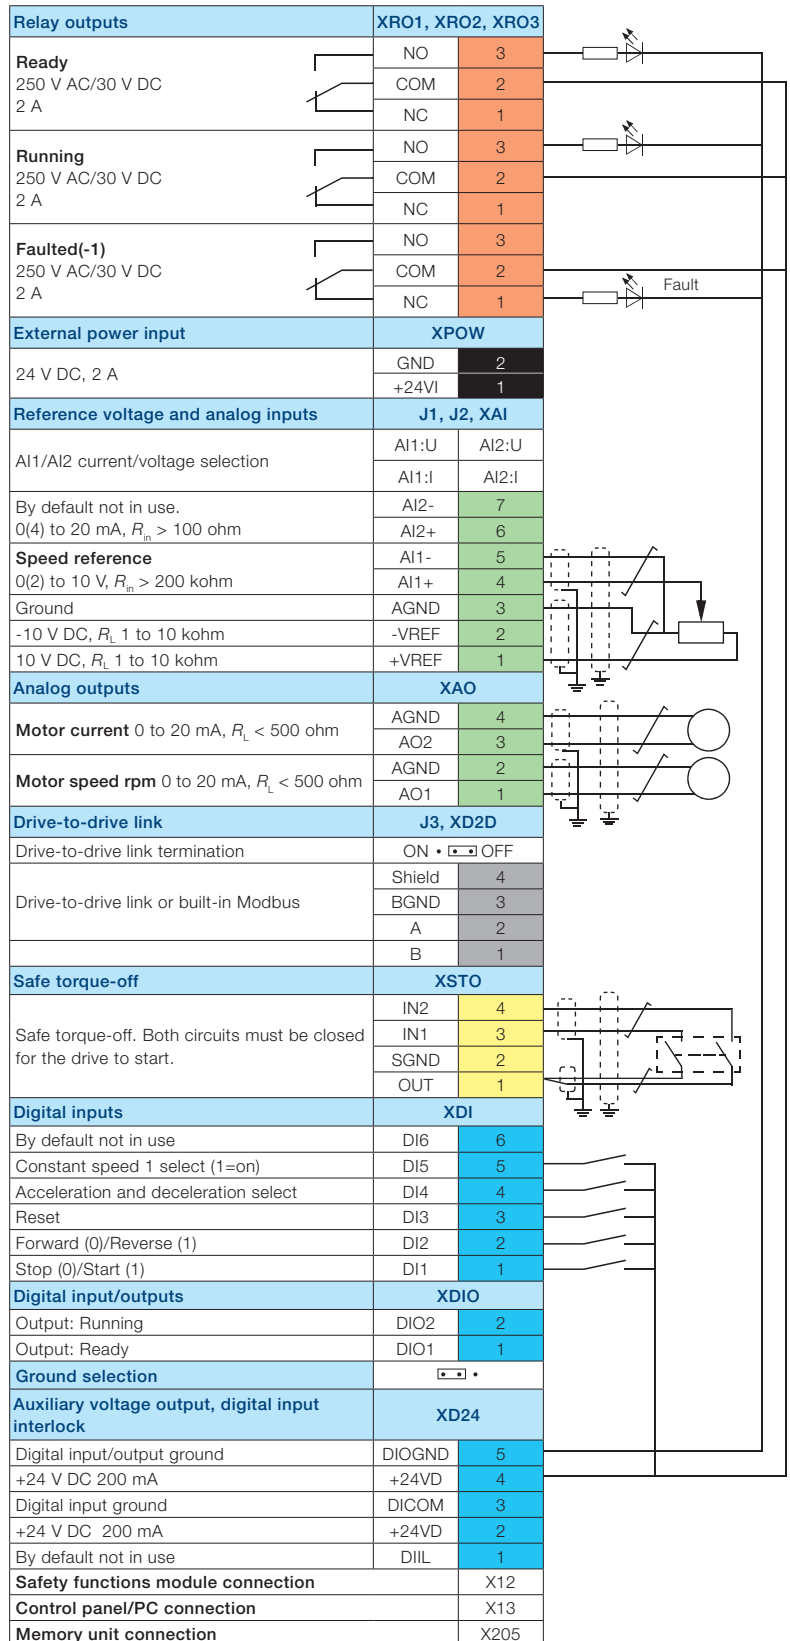 Relay outputs XRO1, XRO2, XRO3
Ready
250 V AC/30 V DC
2 A
NO 3
COM 2
NC 1
Running
250 V AC/30 V DC
2 A
NO 3
COM 2
NC 1
Faulted(-1)
250 V AC/30 V DC
2 A
NO 3
COM 2
NC 1
Fault
External power input XPOW
24 V DC, 2 A
GND 2
+24VI 1
Reference voltage and analog inputs J1, J2, XAI
AI1/AI2 current/voltage selection
AI1:U AI2:U
AI1:I AI2:I
By default not in use.
0(4) to 20 mA, Rin > 100 ohm
AI2- 7
AI2+ 6
Speed reference
0(2) to 10 V, Rin > 200 kohm
AI1- 5
AI1+ 4
Ground AGND 3
-10 V DC, RL 1 to 10 kohm -VREF 2
10 V DC, RL 1 to 10 kohm +VREF 1
Analog outputs XAO
Motor current 0 to 20 mA, RL < 500 ohm
AGND 4
AO2 3
Motor speed rpm 0 to 20 mA, RL < 500 ohm
AGND 2
AO1 1
Drive-to-drive link J3, XD2D
Drive-to-drive link termination ON OFF
Drive-to-drive link or built-in Modbus
Shield 4
BGND 3
A 2
B 1
Safe torque-off XSTO
Safe torque-off. Both circuits must be closed
for the drive to start.
IN2 4
IN1 3
SGND 2
OUT 1
Digital inputs XDI
By default not in use DI6 6
Constant speed 1 select (1=on) DI5 5
Acceleration and deceleration select DI4 4
Reset DI3 3
Forward (0)/Reverse (1) DI2 2
Stop (0)/Start (1) DI1 1
Digital input/outputs XDIO
Output: Running DIO2 2
Output: Ready DIO1 1
Ground selection
Auxiliary voltage output, digital input
interlock
XD24
Digital input/output ground DIOGND 5
+24 V DC 200 mA +24VD 4
Digital input ground DICOM 3
+24 V DC 200 mA +24VD 2
By default not in use DIIL 1
Safety functions module connection X12
Control panel/PC connection X13
Memory unit connection X205